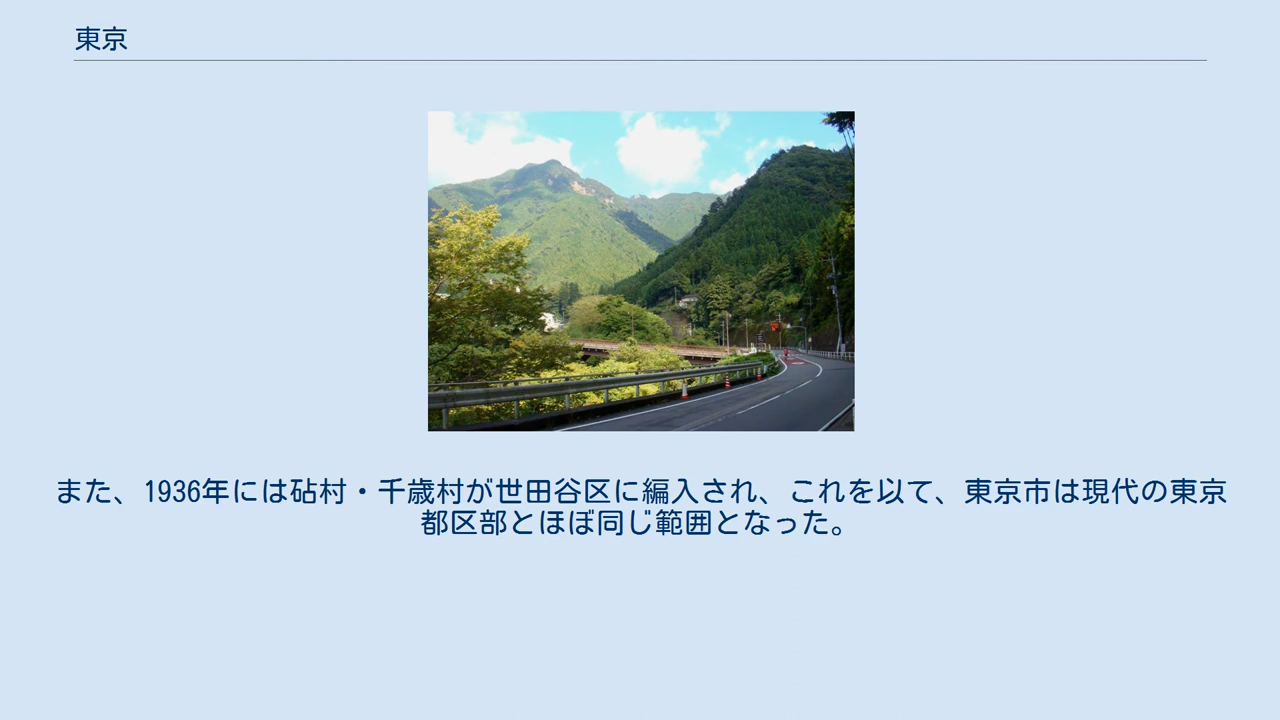 東京
また、1936年には砧村・千歳村が世田谷区に編入され、これを以て、東京市は現代の東京
都区部とほぼ同じ範囲となった。